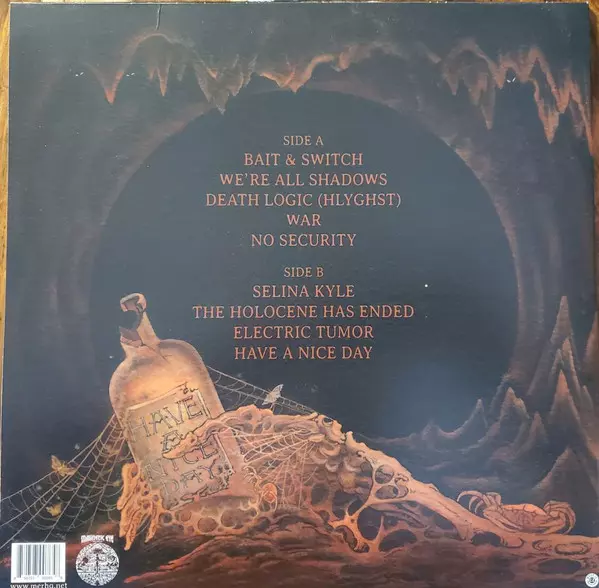 SIDE A
BAIT & SWITCH
WE'RE ALL SHADOWS
DEATH LOGIC (HLYGHST)
WAR
NO SECURITY
SIDE B
SELINA KYLE
THE HOLOCENE HAS ENDED
ELECTRIC TUMOR
HAVE A NICE DAY
HAVE
A
NICE
DAY
www.merhq.net